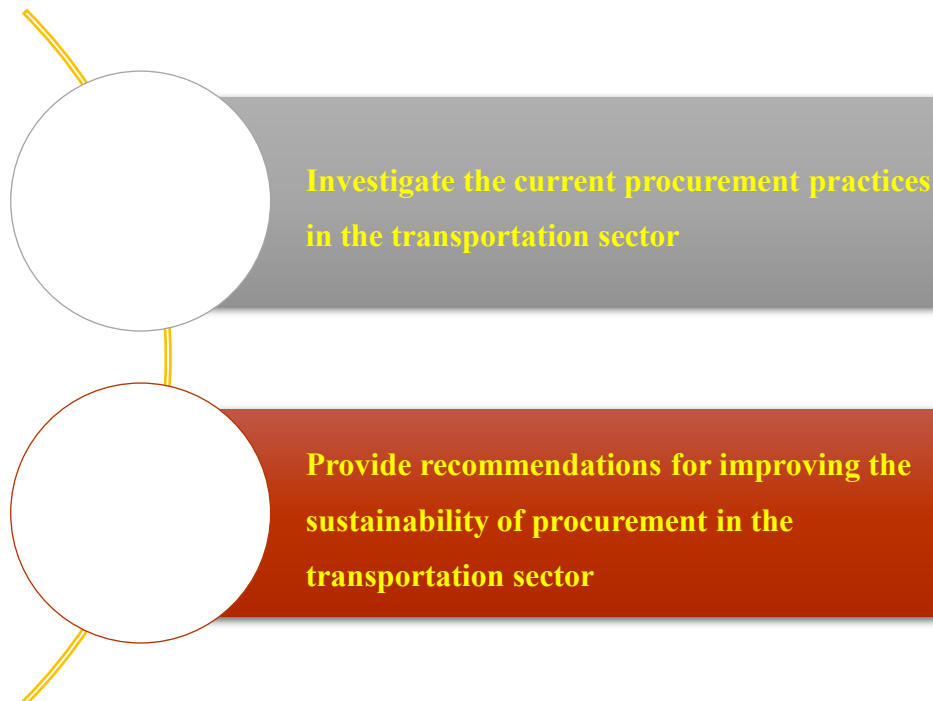 Investigate the current procurement practices
in the transportation sector
Provide recommendations for improving the
sustainability of procurement in the
transportation sector